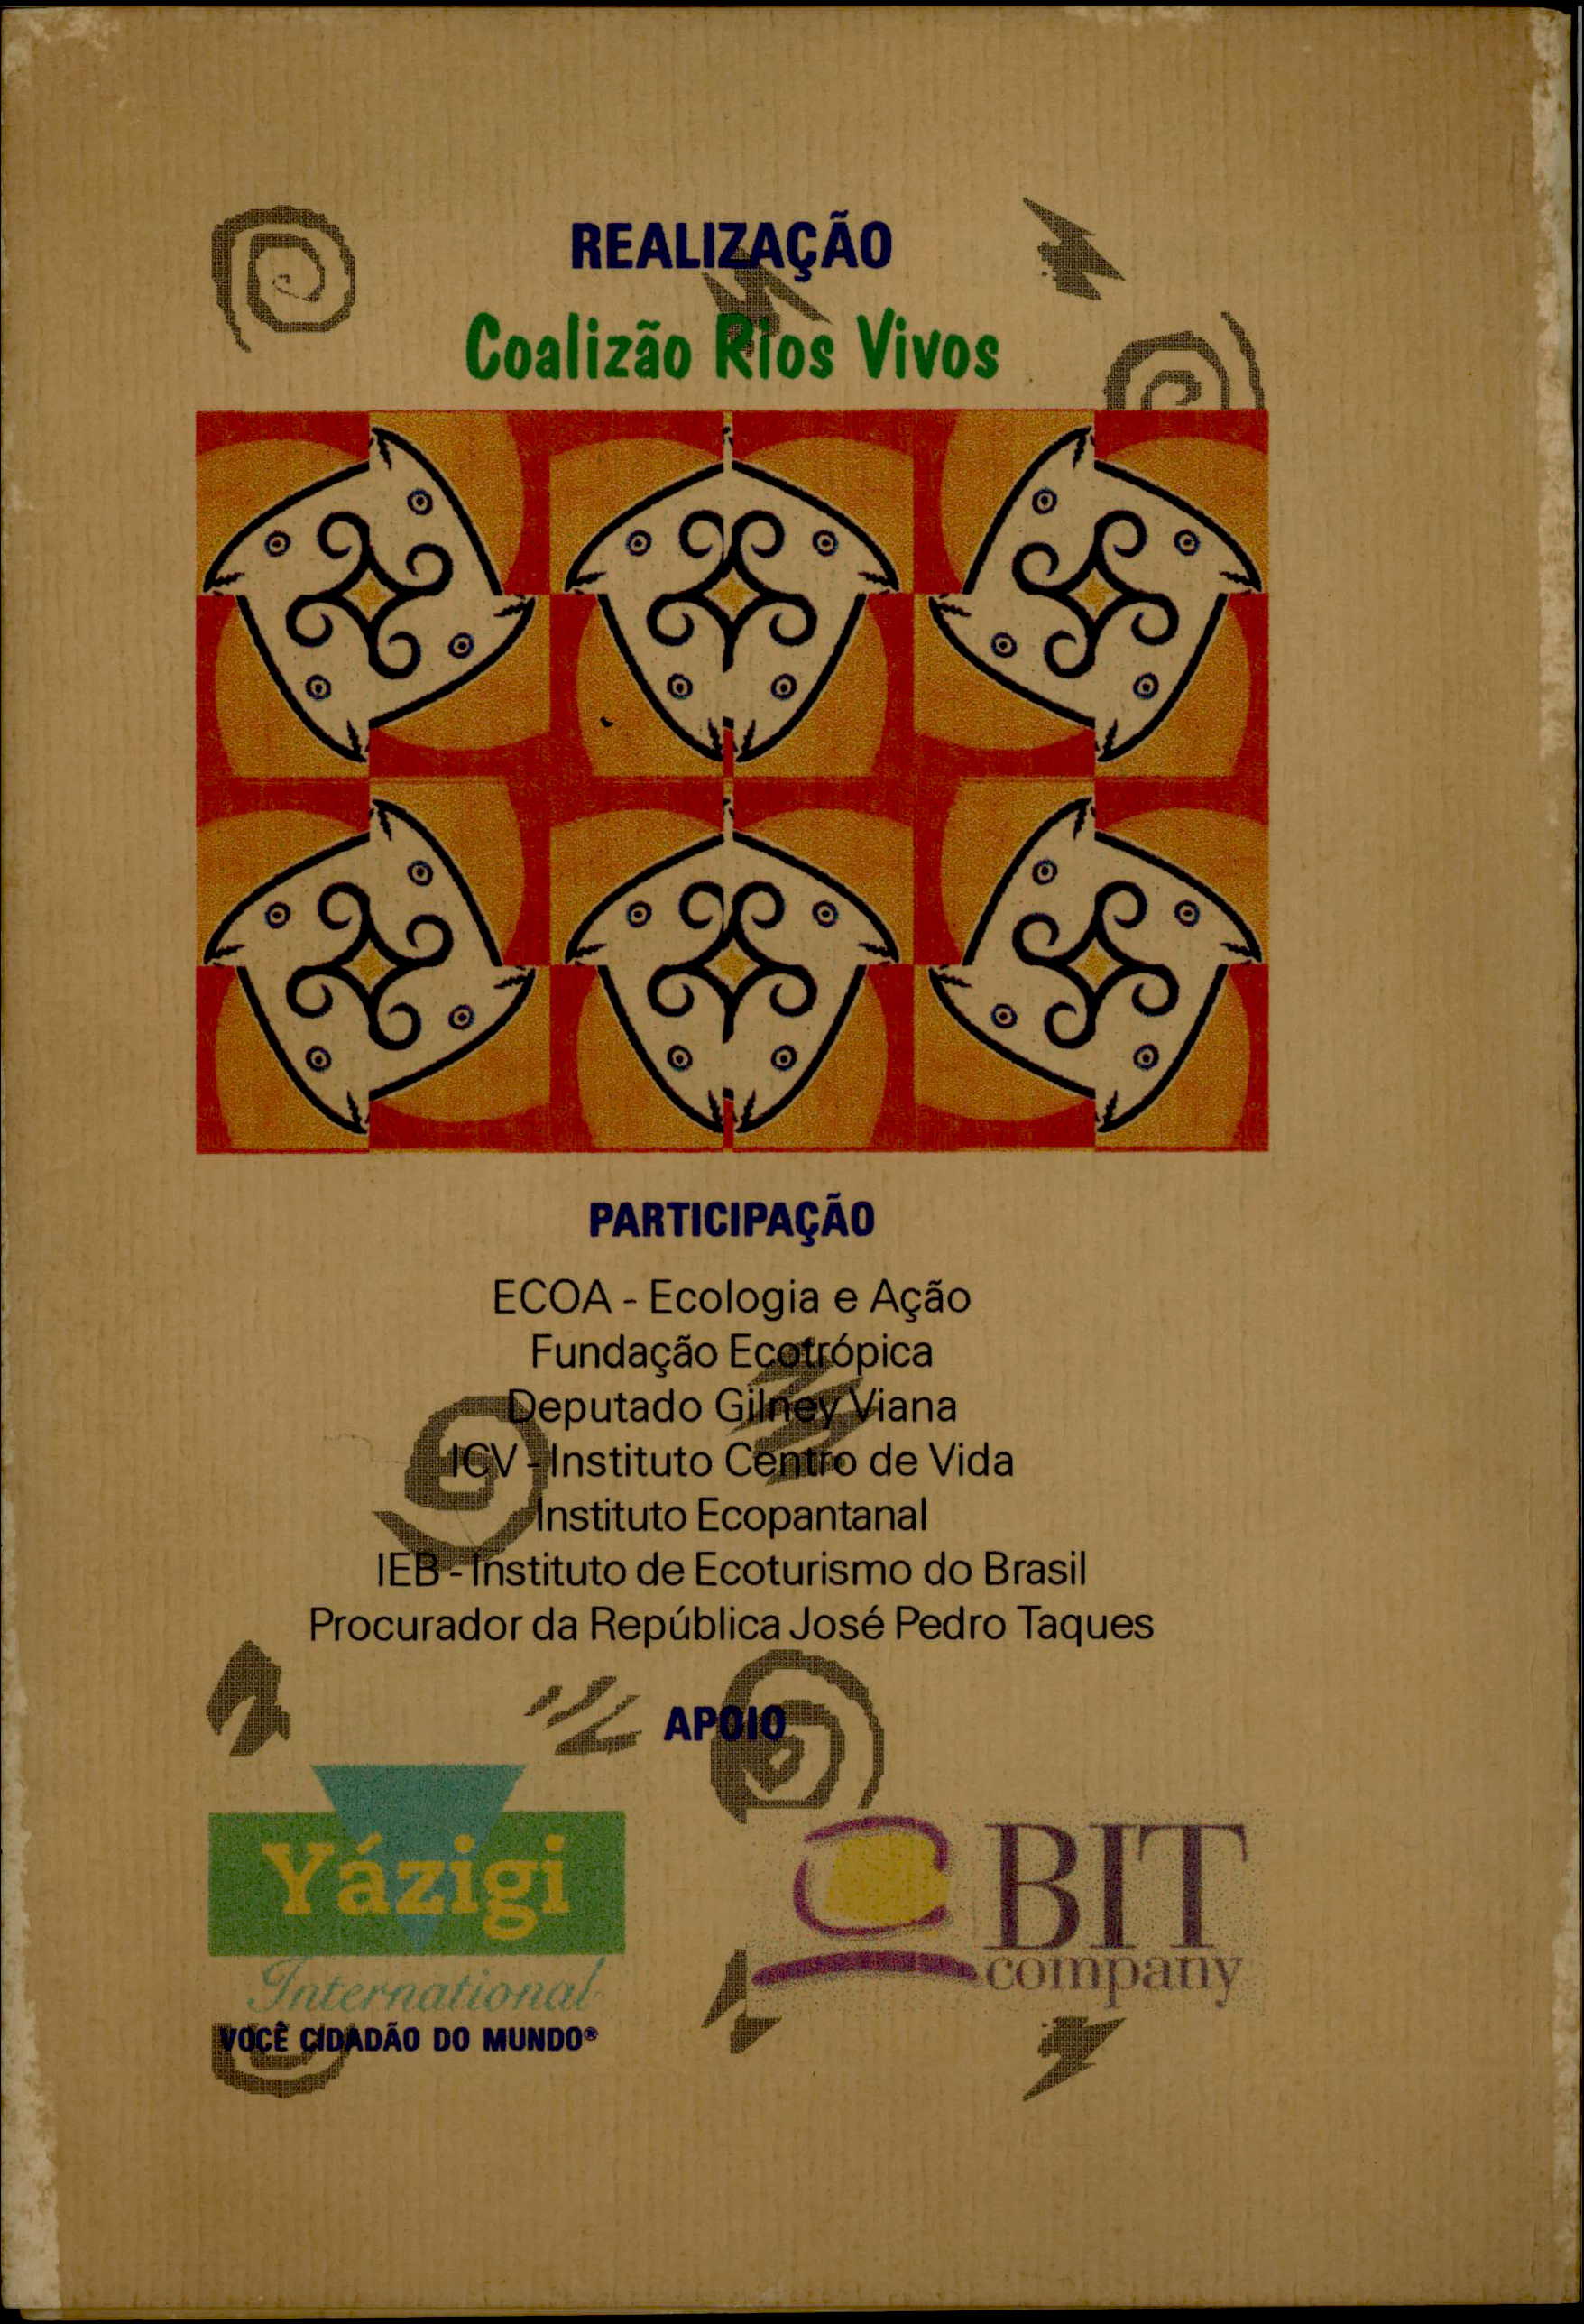 REALIZAÇÃO
Coalizão Rios Vivos
PARTICIPAÇÃO
ECOA - Ecologia e Ação
Fundação Ecotrópica
Deputado Gilney Viana
ICV - Instituto Centro de Vida
Instituto Ecopantanal
IEB - Instituto de Ecoturismo do Brasil
Procurador da República José Pedro Taques
APOIO
Yázigi
International
VOCÊ CIDADÃO DO MUNDO®
BIT
company